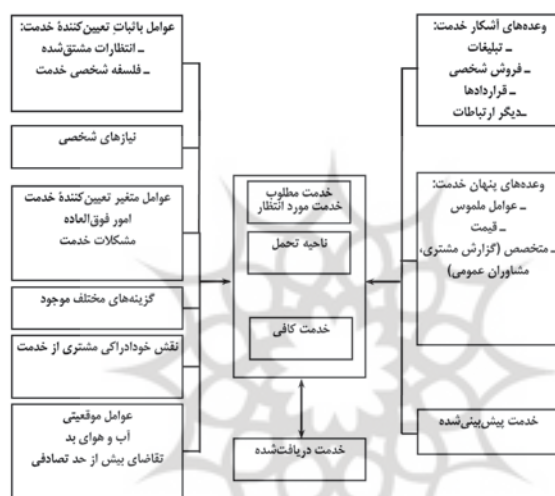 وعده‌های آشکار خدمت:
ـ تبلیغات
ـ فروش شخصی
ـ قراردادها
ـدیگر ارتباطات
وعده‌های پنهان خدمت:
ـ عوامل ملموس
ـ قیمت
ـ متخصص (گزارش مشتری،
مشاوران عمومی)
خدمت پیش‌بینی‌شده
خدمت مطلوب
خدمت مورد انتظار
ناحیه تحمل
خدمت کافی
خدمت دریافت‌شده
عوامل باثباتِ تعیین‌کنندهٔ خدمت:
ـ انتظارات مشتق‌شده
ـ فلسفه شخصی خدمت
نیازهای شخصی
عوامل متغیر تعیین‌کنندهٔ خدمت
امور فوق‌العاده
مشکلات خدمت
گزینه‌های مختلف موجود
نقش خودادراکی مشتری از خدمت
عوامل موقعیتی
آب و هوای بد
تقاضای بیش از حد تصادفی